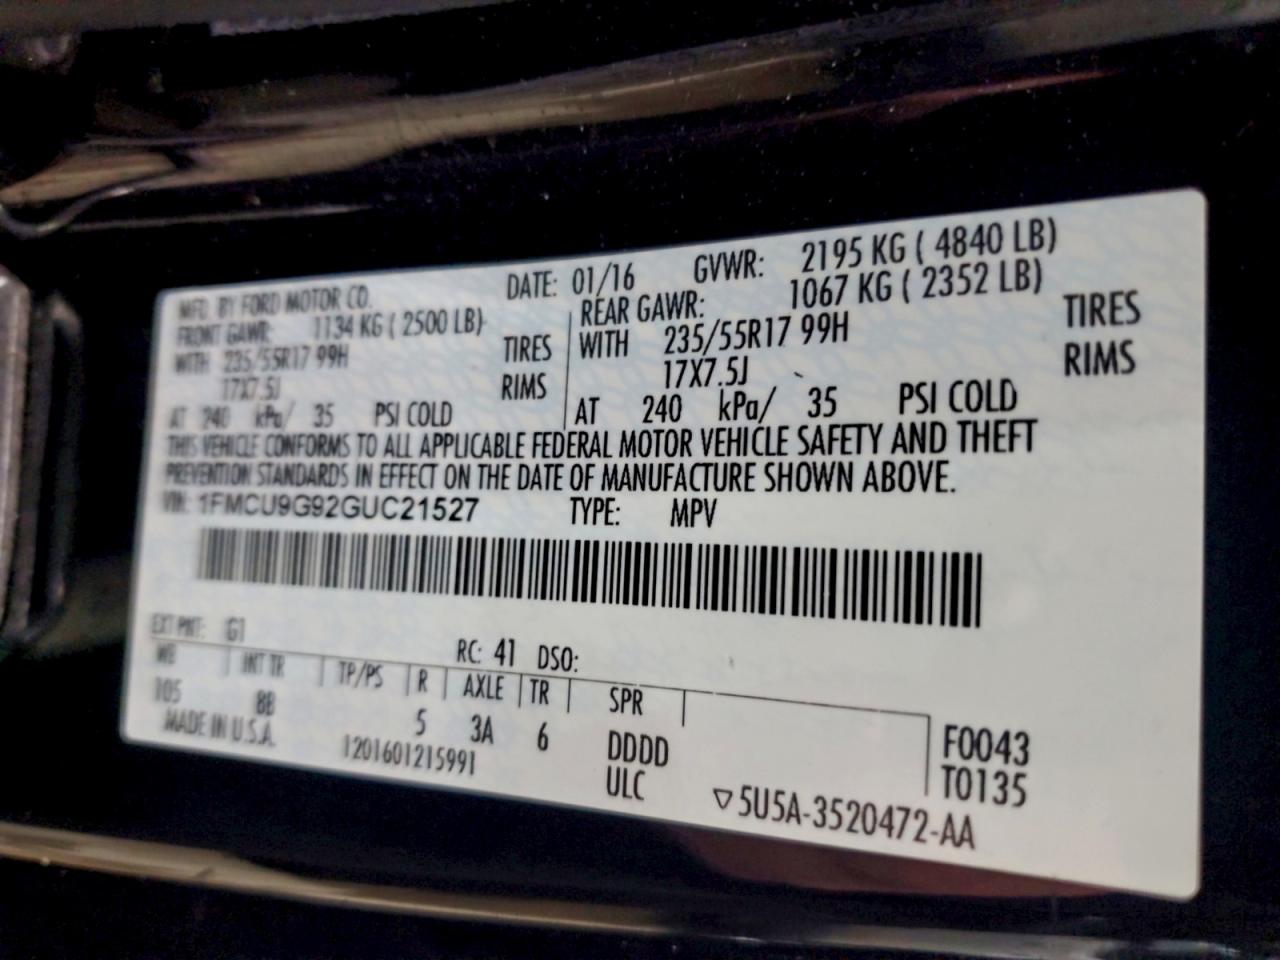 MFD. BY FORD MOTOR CO. DATE: 01/16 GVWR: 2195 KG ( 4840 LB)
FRONT GAWR: 1134 KG ( 2500 LB) REAR GAWR: 1067 KG ( 2352 LB)
WITH 235/55R17 99H TIRES WITH 235/55R17 99H TIRES
17X7.5J RIMS 17X7.5J RIMS
AT 240 kPa/ 35 PSI COLD AT 240 kPa/ 35 PSI COLD
THIS VEHICLE CONFORMS TO ALL APPLICABLE FEDERAL MOTOR VEHICLE SAFETY AND THEFT
PREVENTION STANDARDS IN EFFECT ON THE DATE OF MANUFACTURE SHOWN ABOVE.
VIN: 1FMCU9G92GUC21527 TYPE: MPV
EXT PNT: G1 RC: 41 DSO:
WB INT TR TP/PS R AXLE TR SPR
105 8B 5 3A 6 DDDD F0043
MADE IN U.S.A. 1201601215991 ULC T0135
▽5U5A-3520472-AA